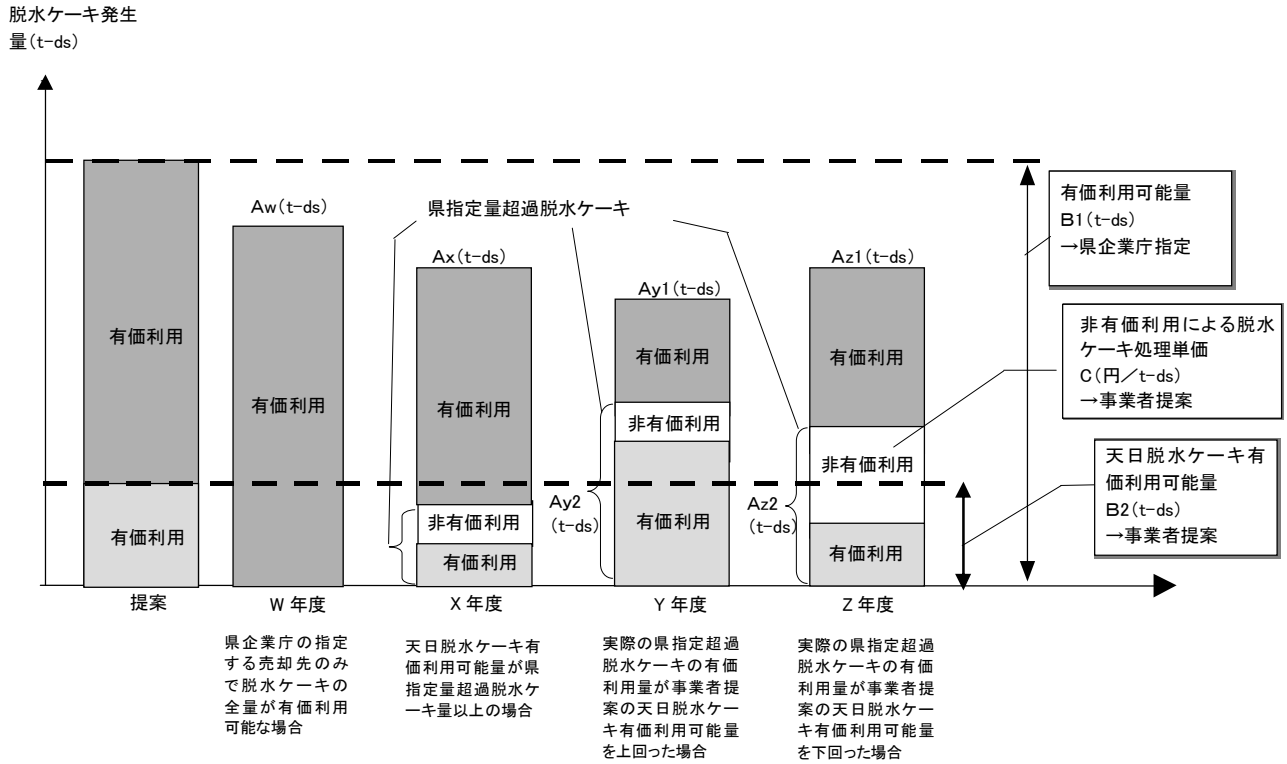 脱水ケーキ発生
量(t-ds)
Aw(t-ds)
県指定量超過脱水ケーキ
Ax(t-ds)
Ay1(t-ds)
Az1(t-ds)
有価利用可能量
B1(t-ds)
→県企業庁指定
非有価利用による脱水
ケーキ処理単価
C(円/t-ds)
→事業者提案
天日脱水ケーキ有
価利用可能量
B2(t-ds)
→事業者提案
有価利用
有価利用
有価利用
有価利用
非有価利用
有価利用
有価利用
非有価利用
有価利用
Ay2
(t-ds)
有価利用
非有価利用
有価利用
Az2
(t-ds)
提案
W 年度
X 年度
Y 年度
Z 年度
県企業庁の指定
する売却先のみ
で脱水ケーキの
全量が有価利用
可能な場合
天日脱水ケーキ有
価利用可能量が県
指定量超過脱水ケ
ーキ量以上の場合
実際の県指定超過
脱水ケーキの有価
利用量が事業者提
案の天日脱水ケー
キ有価利用可能量
を上回った場合
実際の県指定超過
脱水ケーキの有価
利用量が事業者提
案の天日脱水ケー
キ有価利用可能量
を下回った場合